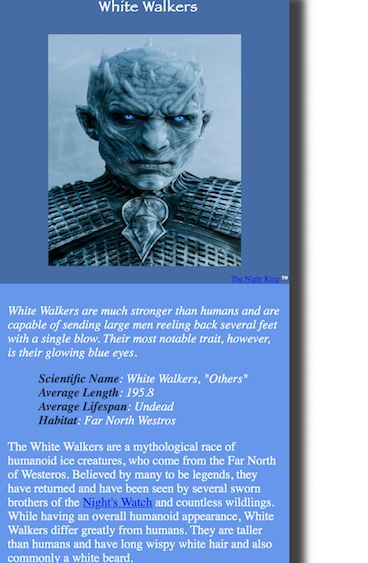 White Walkers
The Night King ™
White Walkers are much stronger than humans and are
capable of sending large men reeling back several feet
with a single blow. Their most notable trait, however,
is their glowing blue eyes.
Scientific Name: White Walkers, "Others"
Average Length: 195.8
Average Lifespan: Undead
Habitat: Far North Westros
The White Walkers are a mythological race of
humanoid ice creatures, who come from the Far North
of Westeros. Believed by many to be legends, they
have returned and have been seen by several sworn
brothers of the Night's Watch and countless wildlings.
While having an overall humanoid appearance, White
Walkers differ greatly from humans. They are taller
than humans and have long wispy white hair and also
commonly a white beard.